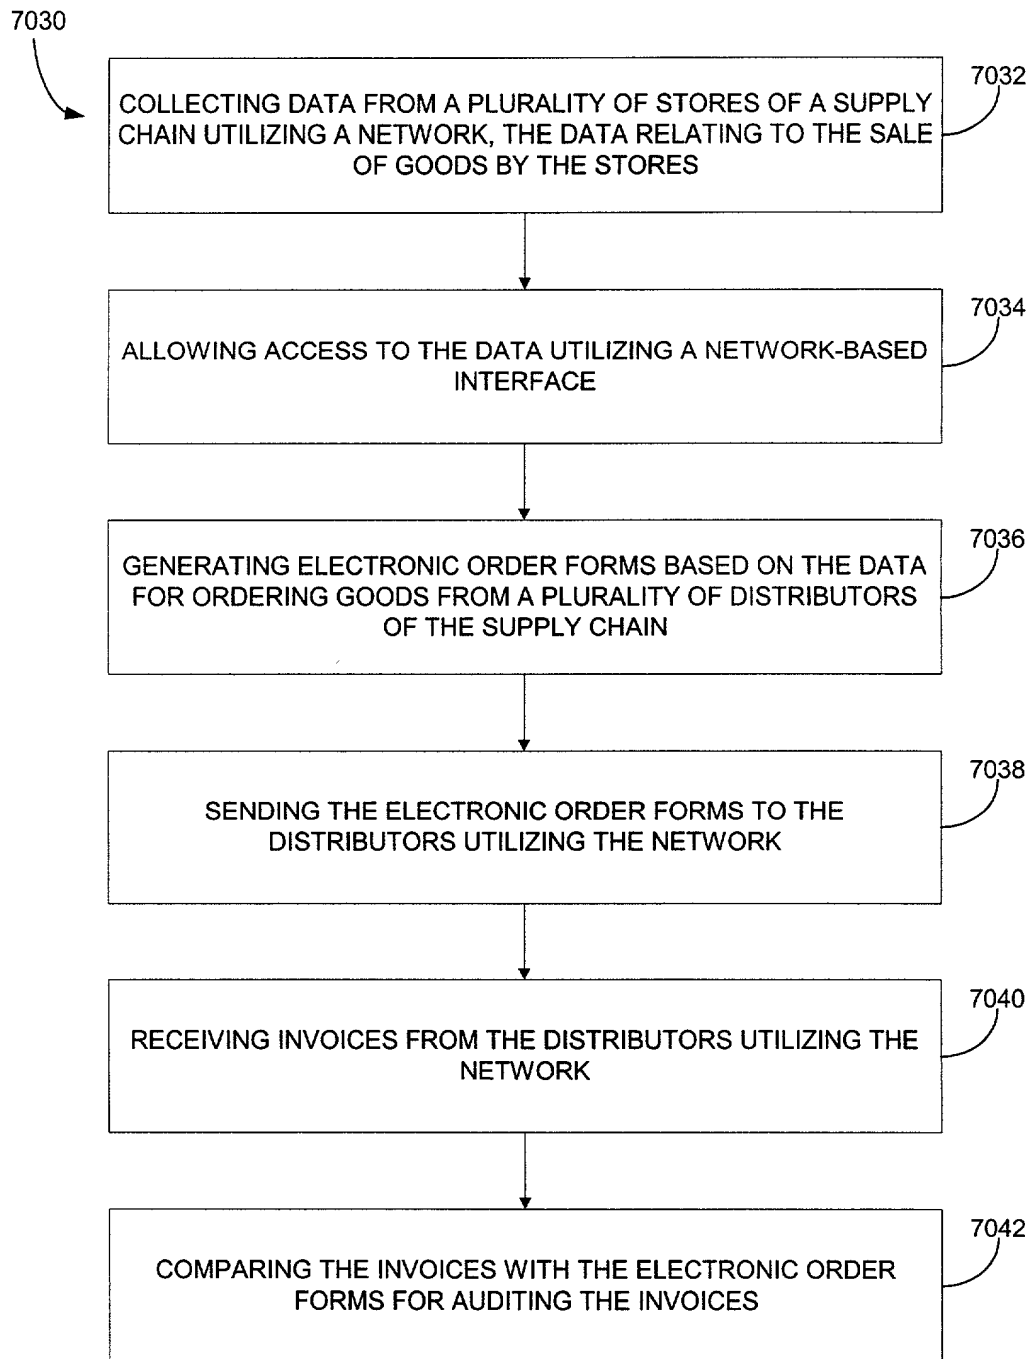 7030
7032
COLLECTING DATA FROM A PLURALITY OF STORES OF A SUPPLY
CHAIN UTILIZING A NETWORK, THE DATA RELATING TO THE SALE
OF GOODS BY THE STORES
7034
ALLOWING ACCESS TO THE DATA UTILIZING A NETWORK-BASED
INTERFACE
7036
GENERATING ELECTRONIC ORDER FORMS BASED ON THE DATA
FOR ORDERING GOODS FROM A PLURALITY OF DISTRIBUTORS
OF THE SUPPLY CHAIN
7038
SENDING THE ELECTRONIC ORDER FORMS TO THE
DISTRIBUTORS UTILIZING THE NETWORK
7040
RECEIVING INVOICES FROM THE DISTRIBUTORS UTILIZING THE
NETWORK
7042
COMPARING THE INVOICES WITH THE ELECTRONIC ORDER
FORMS FOR AUDITING THE INVOICES